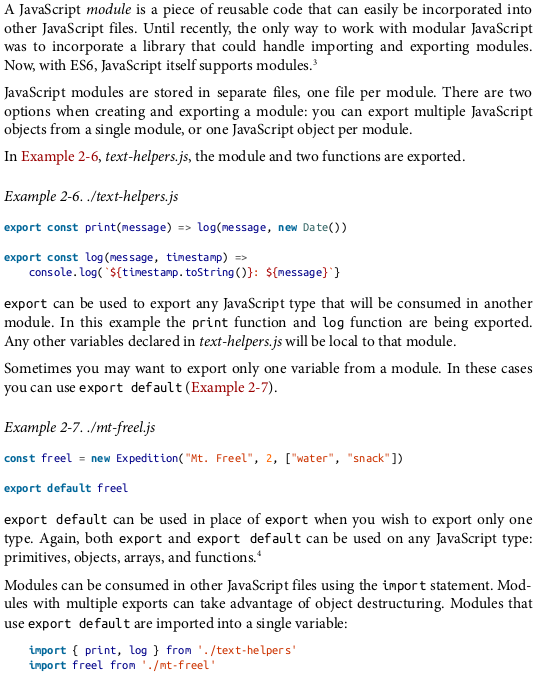 A JavaScript module is a piece of reusable code that can easily be incorporated into
other JavaScript files. Until recently, the only way to work with modular JavaScript
was to incorporate a library that could handle importing and exporting modules.
Now, with ES6, JavaScript itself supports modules.³
JavaScript modules are stored in separate files, one file per module. There are two
options when creating and exporting a module: you can export multiple JavaScript
objects from a single module, or one JavaScript object per module.
In Example 2-6, text-helpers.js, the module and two functions are exported.
Example 2-6. ./text-helpers.js
export const print(message) => log(message, new Date())
export const log(message, timestamp) =>
    console.log(`${timestamp.toString()}: ${message}`}
export can be used to export any JavaScript type that will be consumed in another
module. In this example the print function and log function are being exported.
Any other variables declared in text-helpers.js will be local to that module.
Sometimes you may want to export only one variable from a module. In these cases
you can use export default (Example 2-7).
Example 2-7. ./mt-freel.js
const freel = new Expedition("Mt. Freel", 2, ["water", "snack"])
export default freel
export default can be used in place of export when you wish to export only one
type. Again, both export and export default can be used on any JavaScript type:
primitives, objects, arrays, and functions.⁴
Modules can be consumed in other JavaScript files using the import statement. Mod-
ules with multiple exports can take advantage of object destructuring. Modules that
use export default are imported into a single variable:
    import { print, log } from './text-helpers'
    import freel from './mt-freel'